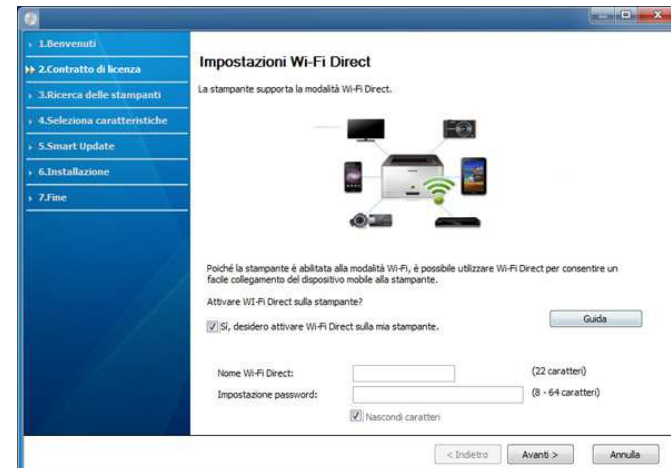 1.Benvenuti
2.Contratto di licenza
3.Ricerca delle stampanti
4.Seleziona caratteristiche
5.Smart Update
6.Installazione
7.Fine
Impostazioni Wi-Fi Direct
La stampante supporta la modalità Wi-Fi Direct.
Poiché la stampante è abilitata alla modalità Wi-Fi, è possibile utilizzare Wi-Fi Direct per consentire un
facile collegamento del dispositivo mobile alla stampante.
Attivare WI-Fi Direct sulla stampante?
Sì, desidero attivare Wi-Fi Direct sulla mia stampante.
Guida
Nome Wi-Fi Direct:
(22 caratteri)
Impostazione password:
(8 - 64 caratteri)
Nascondi caratteri
< Indietro
Avanti >
Annulla